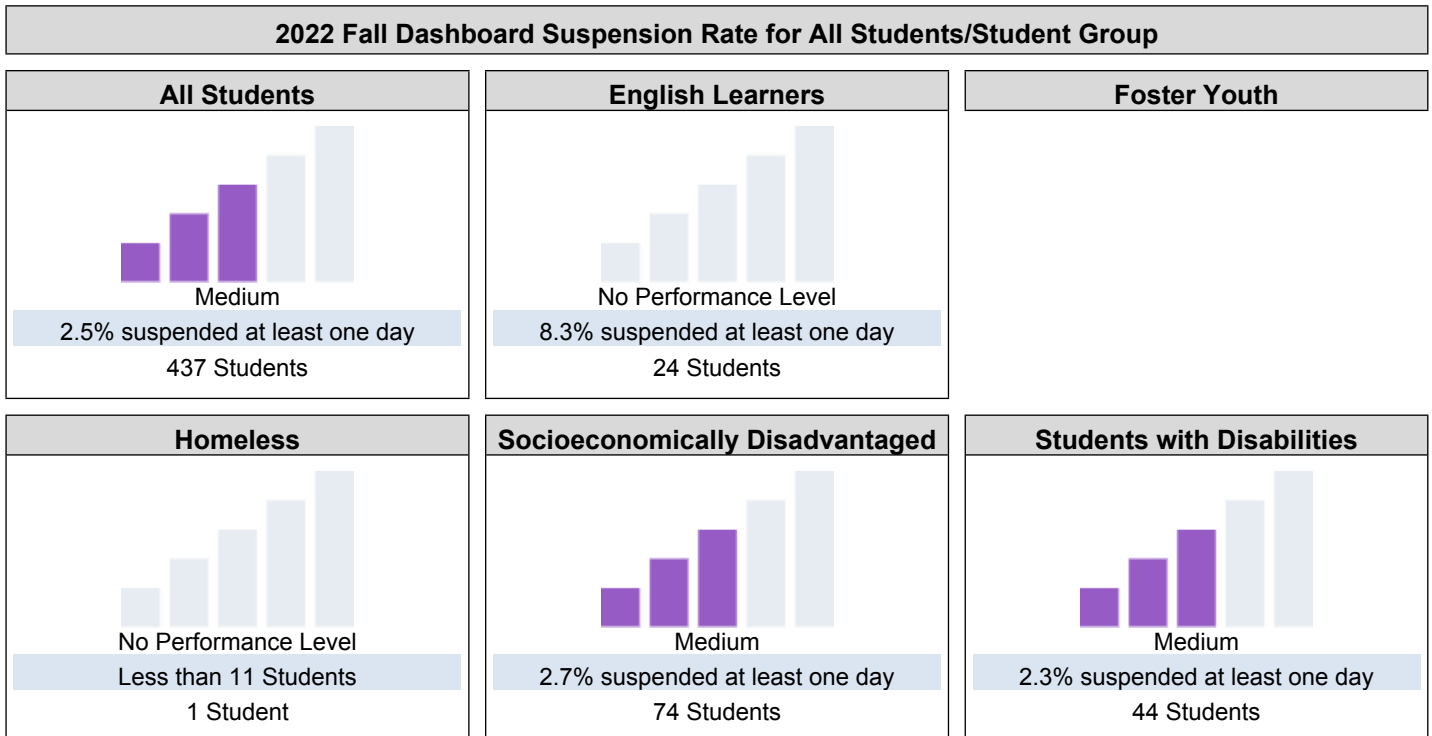 2022 Fall Dashboard Suspension Rate for All Students/Student Group
All Students
Medium
2.5% suspended at least one day
437 Students
English Learners
No Performance Level
8.3% suspended at least one day
24 Students
Foster Youth
Homeless
No Performance Level
Less than 11 Students
1 Student
Socioeconomically Disadvantaged
Medium
2.7% suspended at least one day
74 Students
Students with Disabilities
Medium
2.3% suspended at least one day
44 Students